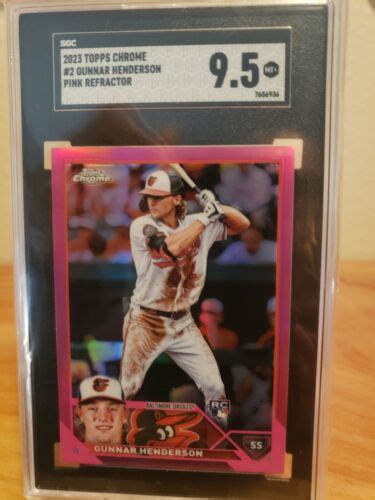 SGC
2023 TOPPS CHROME
#2 GUNNAR HENDERSON
PINK REFRACTOR
9.5
MT+
7656936
Topps
Chrome
BALTIMORE ORIOLES
RC
SS
GUNNAR HENDERSON